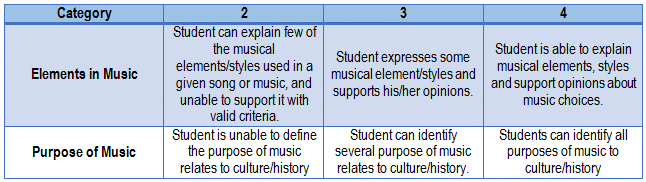 Category 2 3 4
Elements in Music
Student can explain few of
the musical
elements/styles used in a
given song or music, and
unable to support it with
valid criteria.
Student expresses some
musical element/styles and
supports his/her opinions.
Student is able to explain
musical elements, styles
and support opinions about
music choices.
Purpose of Music
Student is unable to define
the purpose of music
relates to culture/history
Student can identify
several purpose of music
relates to culture/history.
Students can identify all
purposes of music to
culture/history